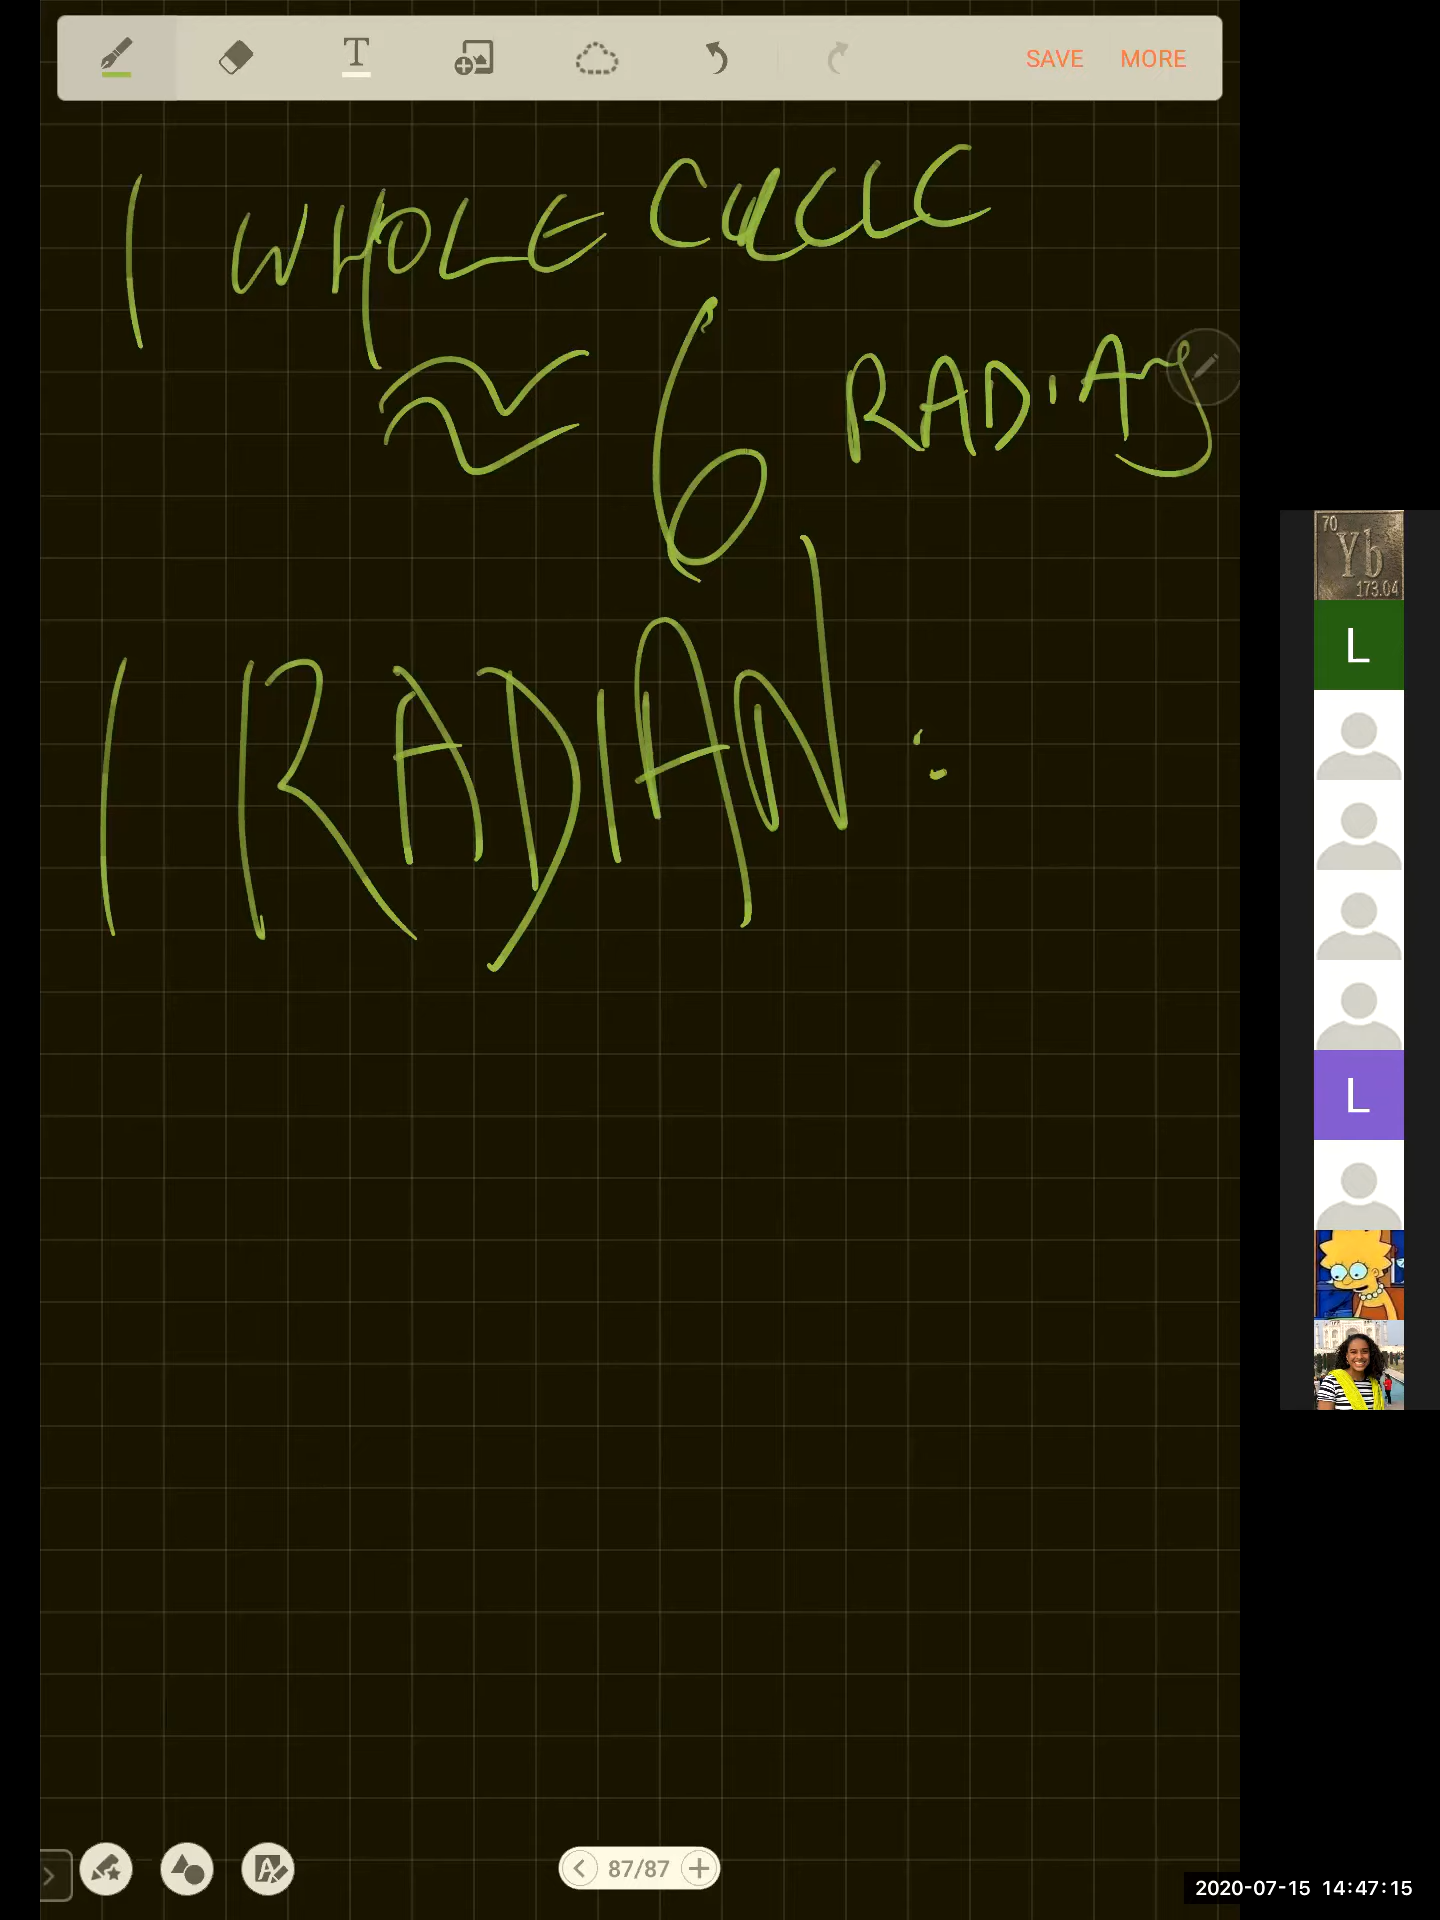 T
SAVE MORE
1 WHOLE CIRCLE
≈ 6 RADIANS
1 RADIAN :
70
Yb
173.04
L
L
A
87/87
2020-07-15 14:47:15